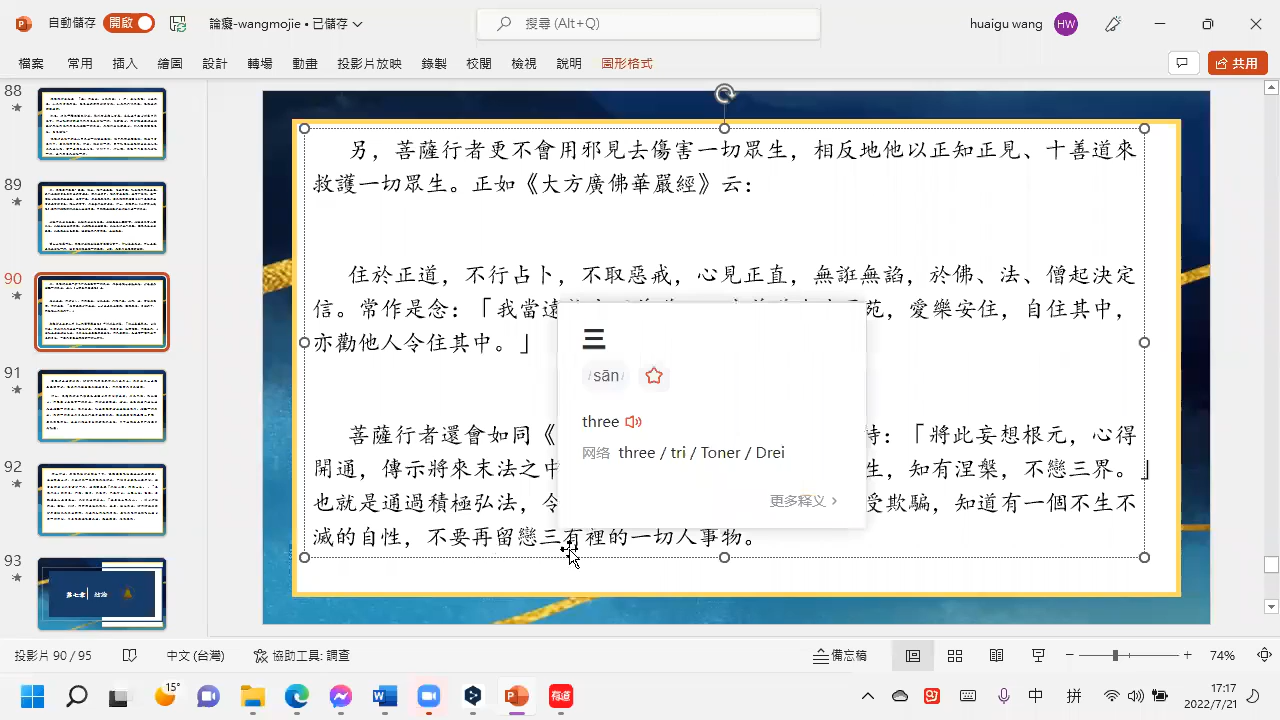 自動儲存 開啟 論癡-wangmojie • 已儲存 搜尋 (Alt+Q) huaigu wang HW
檔案 常用 插入 繪圖 設計 轉場 動畫 投影片放映 錄製 校閱 檢視 說明 圖形格式 共用
88
89
90
91
92
93
第七章 結論
另，菩薩行者更不會用邪見去傷害一切眾生，相反地他以正知正見、十善道來
救護一切眾生。正如《大方廣佛華嚴經》云：
住於正道，不行占卜，不取惡戒，心見正直，無誑無諂，於佛、法、僧起決定
信。常作是念：「我當遠 苑，愛樂安住，自住其中，
亦勸他人令住其中。」
菩薩行者還會如同《 持：「將此妄想根元，心得
開通，傳示將來末法之中 生，知有涅槃，不戀三界。」
也就是通過積極弘法，令 受欺騙，知道有一個不生不
滅的自性，不要再留戀三有裡的一切人事物。
三
/ sān /
three
网络 three / tri / Toner / Drei
更多释义 >
投影片 90 / 95 中文 (台灣) 協助工具: 調查 備忘稿 74%
15° 有道 中 拼 17:17
2022/7/21